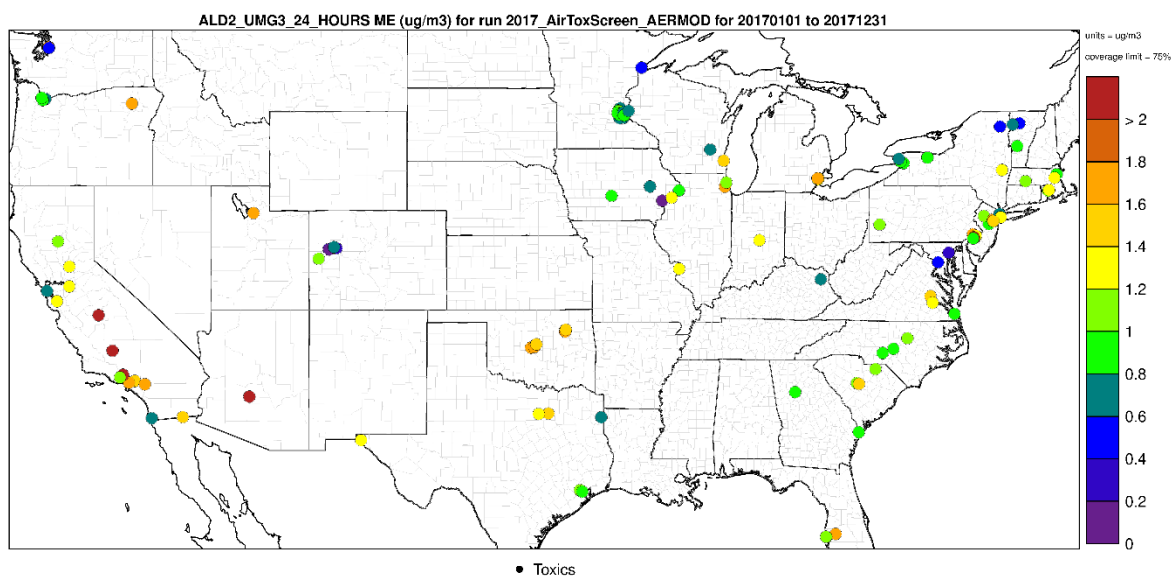 ALD2_UMG3_24_HOURS ME (ug/m3) for run 2017_AirToxScreen_AERMOD for 20170101 to 20171231
units = ug/m3
coverage limit = 75%
> 2
1.8
1.6
1.4
1.2
1
0.8
0.6
0.4
0.2
0
Toxics